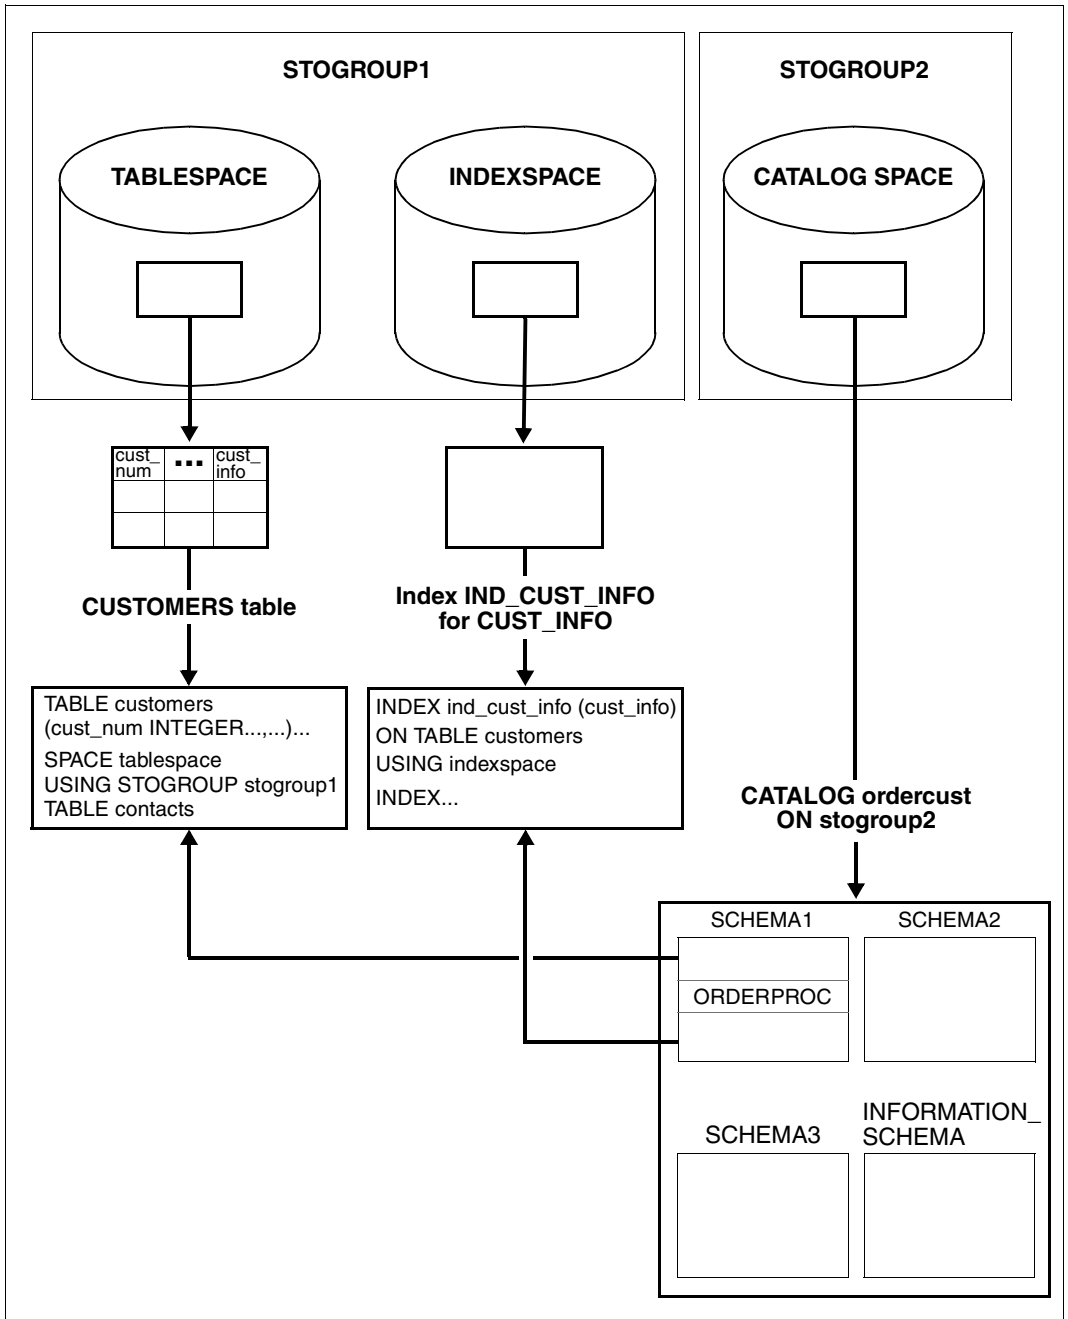 STOGROUP1
STOGROUP2
TABLESPACE
INDEXSPACE
CATALOG SPACE
cust_
num
...
cust_
info
CUSTOMERS table
Index IND_CUST_INFO
for CUST_INFO
TABLE customers
(cust_num INTEGER...,...)...
SPACE tablespace
USING STOGROUP stogroup1
TABLE contacts
INDEX ind_cust_info (cust_info)
ON TABLE customers
USING indexspace
INDEX...
CATALOG ordercust
ON stogroup2
SCHEMA1
SCHEMA2
ORDERPROC
SCHEMA3
INFORMATION_
SCHEMA